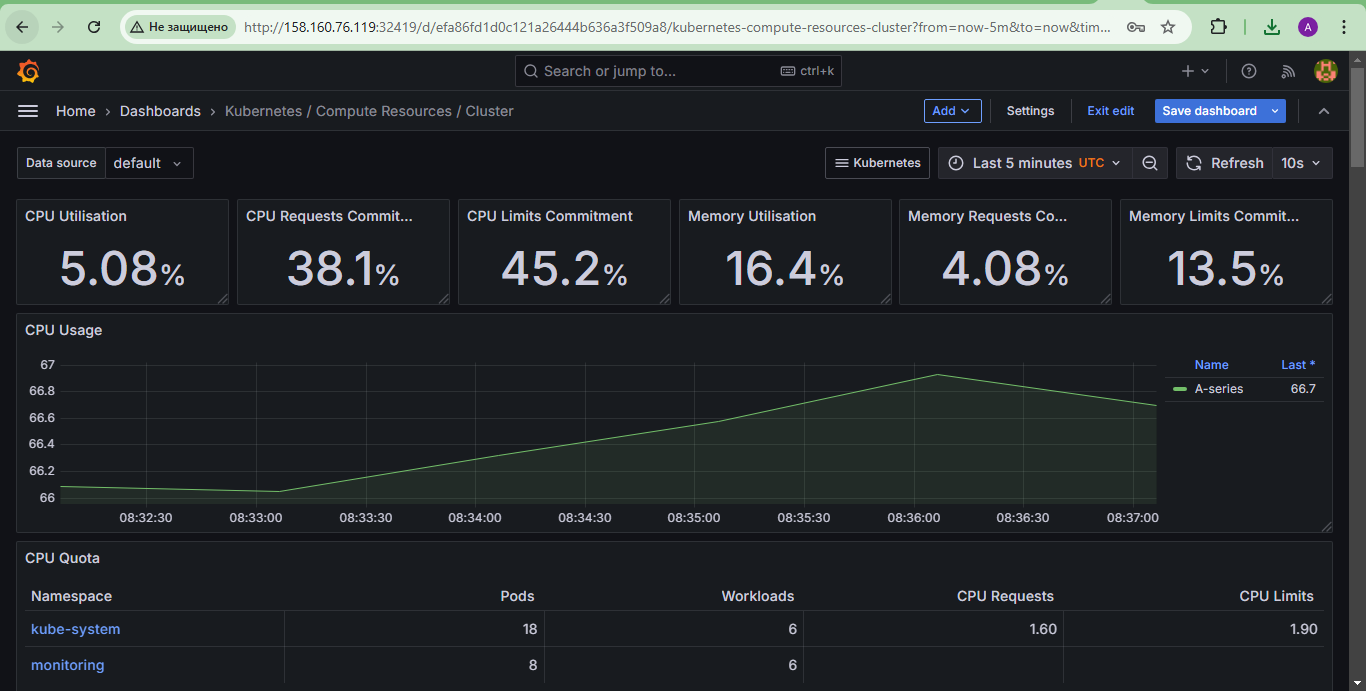 Не защищено http://158.160.76.119:32419/d/efa86fd1d0c121a26444b636a3f509a8/kubernetes-compute-resources-cluster?from=now-5m&to=now&tim... A
Search or jump to... ctrl+k
Home › Dashboards › Kubernetes / Compute Resources / Cluster Add Settings Exit edit Save dashboard
Data source default Kubernetes Last 5 minutes UTC Refresh 10s
CPU Utilisation CPU Requests Commit... CPU Limits Commitment Memory Utilisation Memory Requests Co... Memory Limits Commit...
5.08% 38.1% 45.2% 16.4% 4.08% 13.5%
CPU Usage
67
66.8
66.6
66.4
66.2
66
08:32:30 08:33:00 08:33:30 08:34:00 08:34:30 08:35:00 08:35:30 08:36:00 08:36:30 08:37:00
Name Last *
A-series 66.7
CPU Quota
Namespace Pods Workloads CPU Requests CPU Limits
kube-system 18 6 1.60 1.90
monitoring 8 6